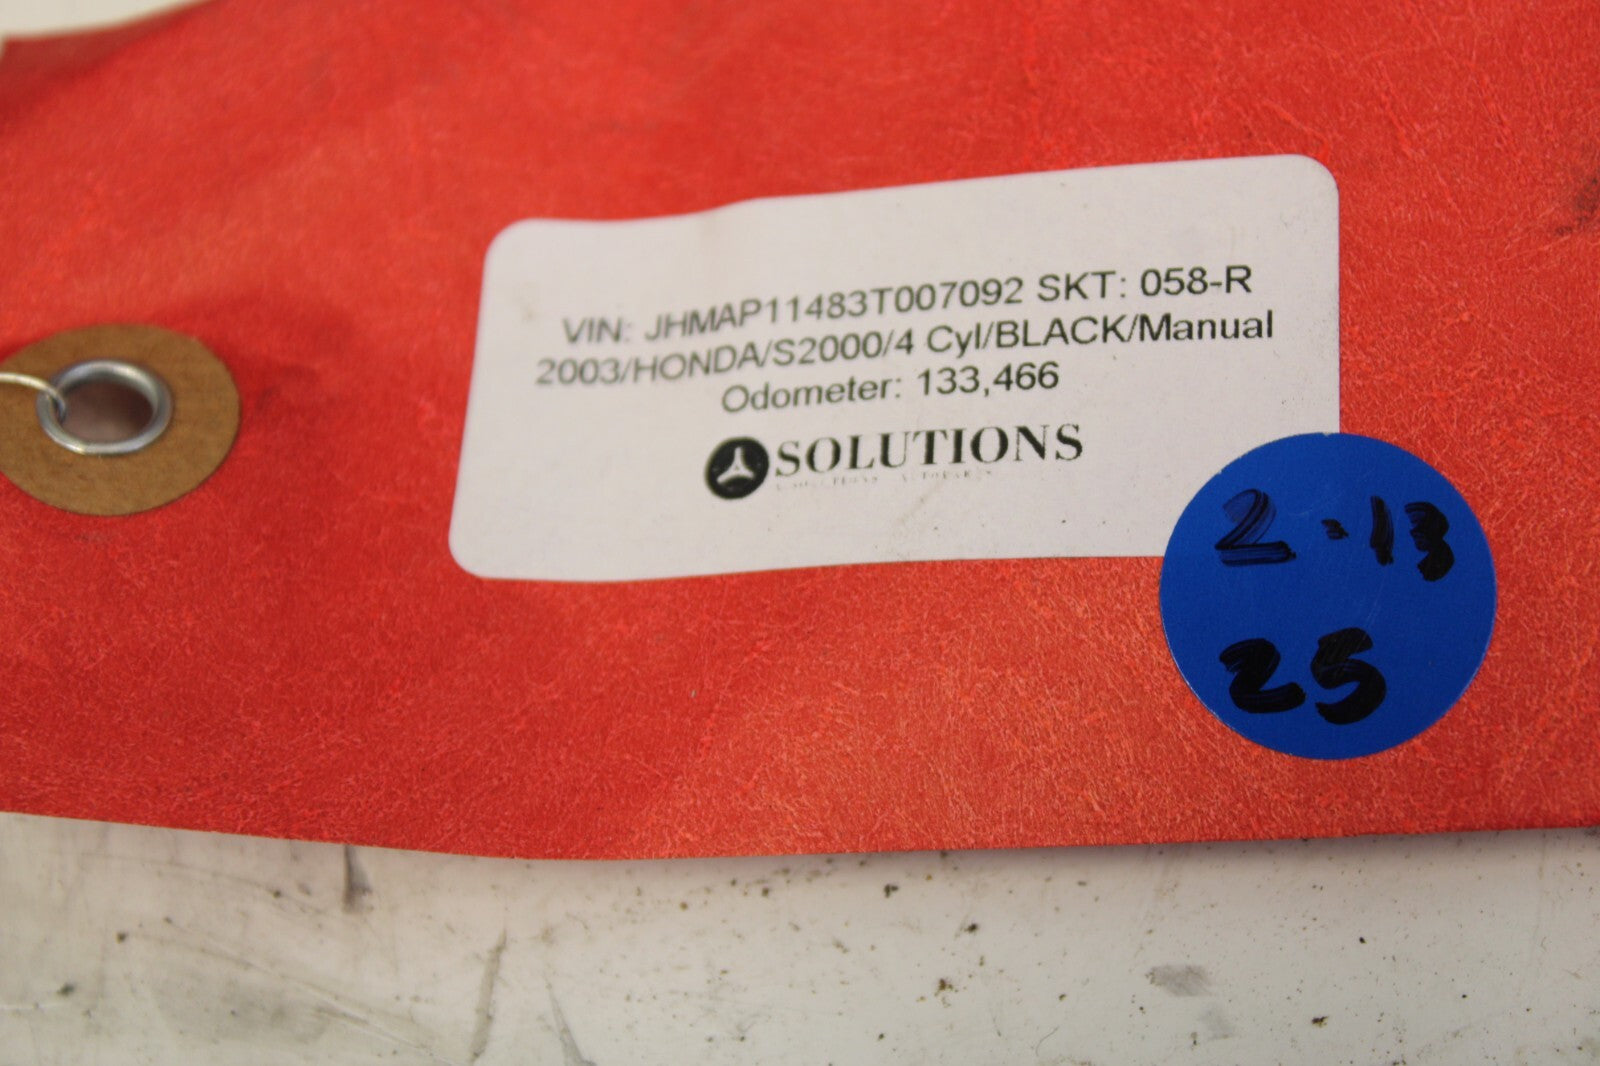 VIN: JHMAP11483T007092 SKT: 058-R
2003/HONDA/S2000/4 Cyl/BLACK/Manual
Odometer: 133,466
SOLUTIONS
2-13
25